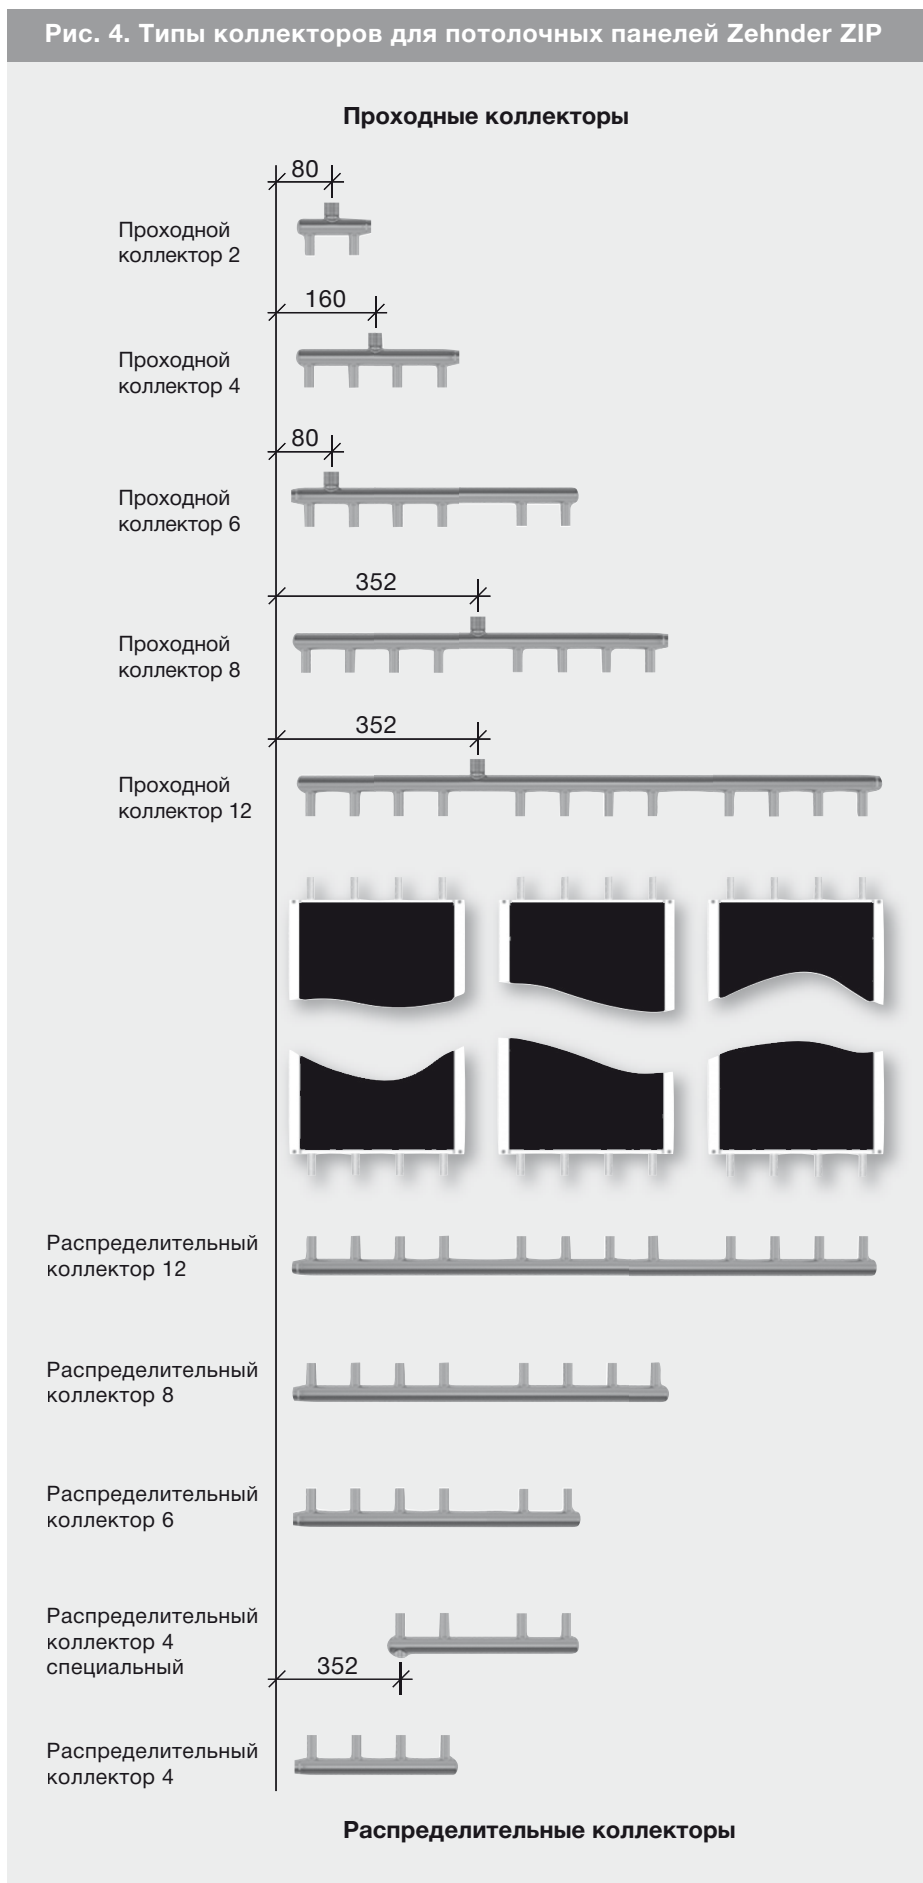 Рис. 4. Типы коллекторов для потолочных панелей Zehnder ZIP
Проходные коллекторы
80
Проходной
коллектор 2
160
Проходной
коллектор 4
80
Проходной
коллектор 6
352
Проходной
коллектор 8
352
Проходной
коллектор 12
Распределительный
коллектор 12
Распределительный
коллектор 8
Распределительный
коллектор 6
Распределительный
коллектор 4
специальный
352
Распределительный
коллектор 4
Распределительные коллекторы